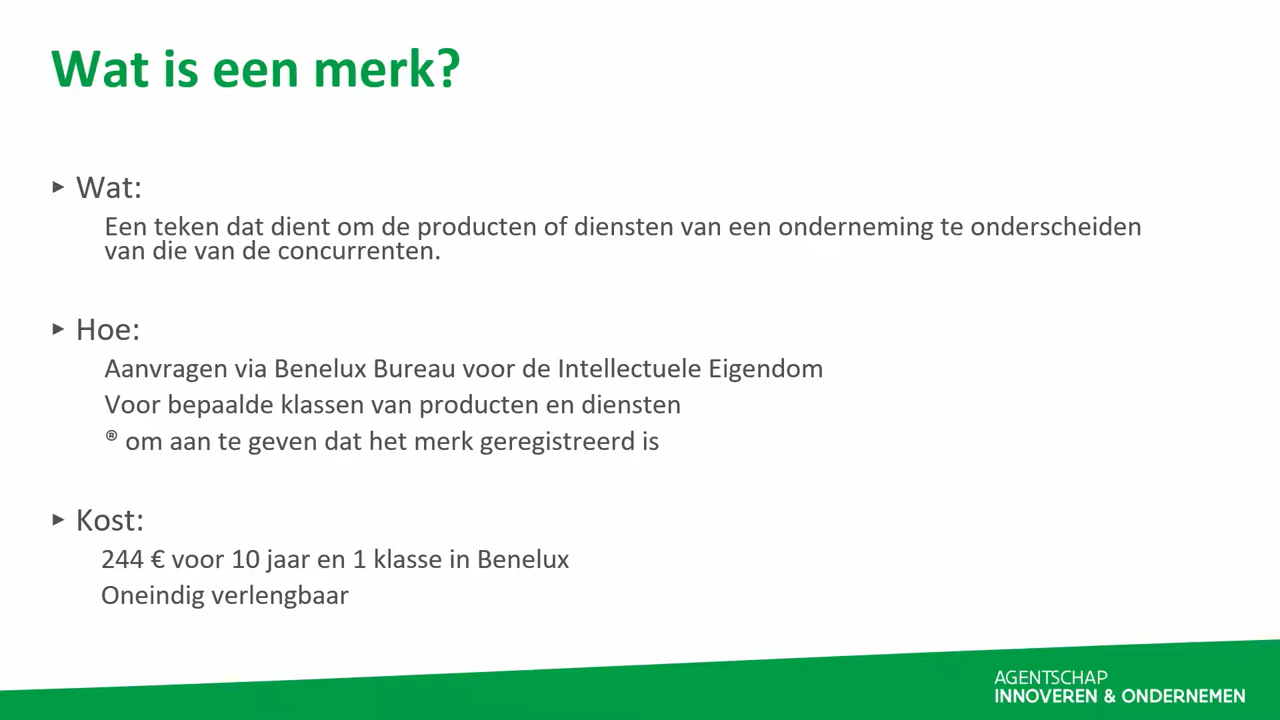 Wat is een merk?
▸ Wat:
Een teken dat dient om de producten of diensten van een onderneming te onderscheiden
van die van de concurrenten.
▸ Hoe:
Aanvragen via Benelux Bureau voor de Intellectuele Eigendom
Voor bepaalde klassen van producten en diensten
® om aan te geven dat het merk geregistreerd is
▸ Kost:
244 € voor 10 jaar en 1 klasse in Benelux
Oneindig verlengbaar
AGENTSCHAP
INNOVEREN & ONDERNEMEN